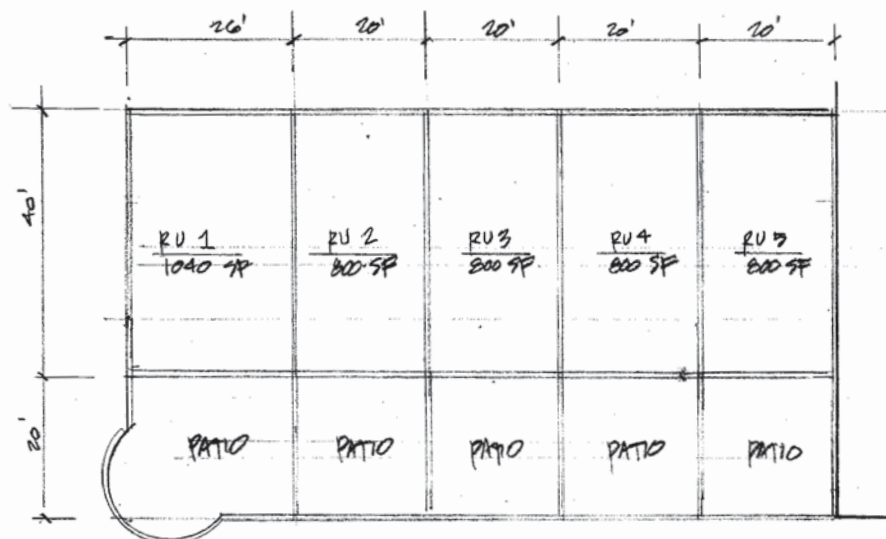 26' 20' 20' 20' 20'
40'
RU 1 RU 2 RU 3 RU 4 RU 5
1040 SF 800 SF 800 SF 800 SF 800 SF
20'
PATIO PATIO PATIO PATIO PATIO